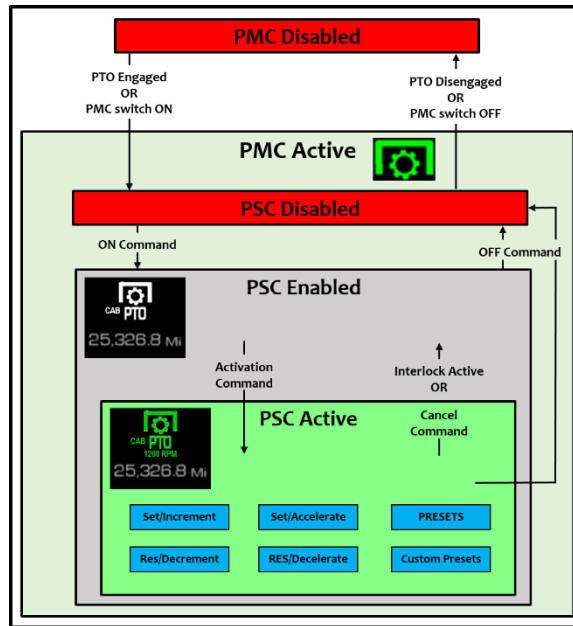 PMC Disabled
PTO Engaged
OR
PMC switch ON
PTO Disengaged
OR
PMC switch OFF
PMC Active
PSC Disabled
ON Command
OFF Command
PSC Enabled
CAB PTO
25,326.8 Mi
Activation
Command
Interlock Active
OR
Cancel
Command
PSC Active
CAB PTO
1200 RPM
25,326.8 Mi
Set/Increment
Set/Accelerate
PRESETS
Res/Decrement
RES/Decelerate
Custom Presets